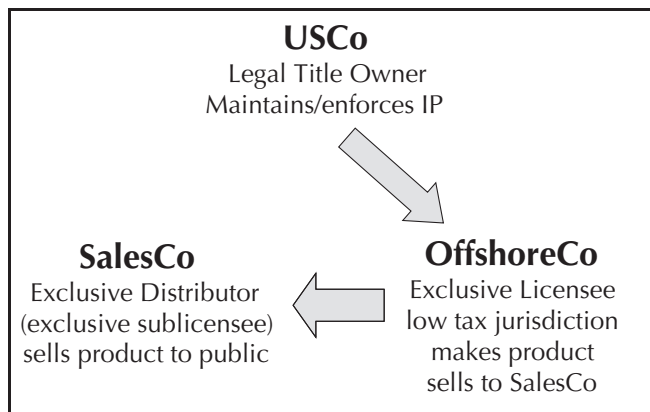 USCo
Legal Title Owner
Maintains/enforces IP
SalesCo
Exclusive Distributor
(exclusive sublicensee)
sells product to public
OffshoreCo
Exclusive Licensee
low tax jurisdiction
makes product
sells to SalesCo